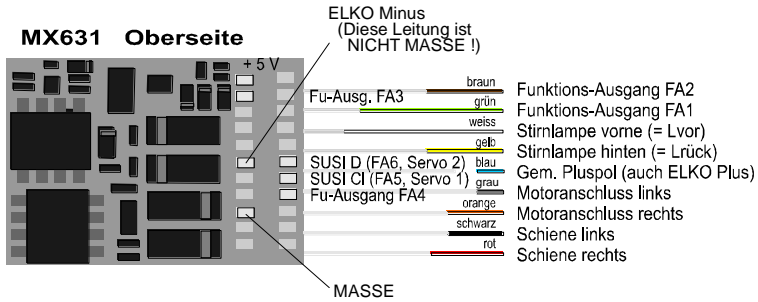 ELKO Minus
(Diese Leitung ist
NICHT MASSE !)
MX631 Oberseite
+ 5 V
braun Funktions-Ausgang FA2
Fu-Ausg. FA3
grün Funktions-Ausgang FA1
weiss Stirnlampe vorne (= Lvor)
gelb Stirnlampe hinten (= Lrück)
SUSI D (FA6, Servo 2) blau Gem. Pluspol (auch ELKO Plus)
SUSI Cl (FA5, Servo 1) grau Motoranschluss links
Fu-Ausgang FA4
orange Motoranschluss rechts
schwarz Schiene links
rot Schiene rechts
MASSE